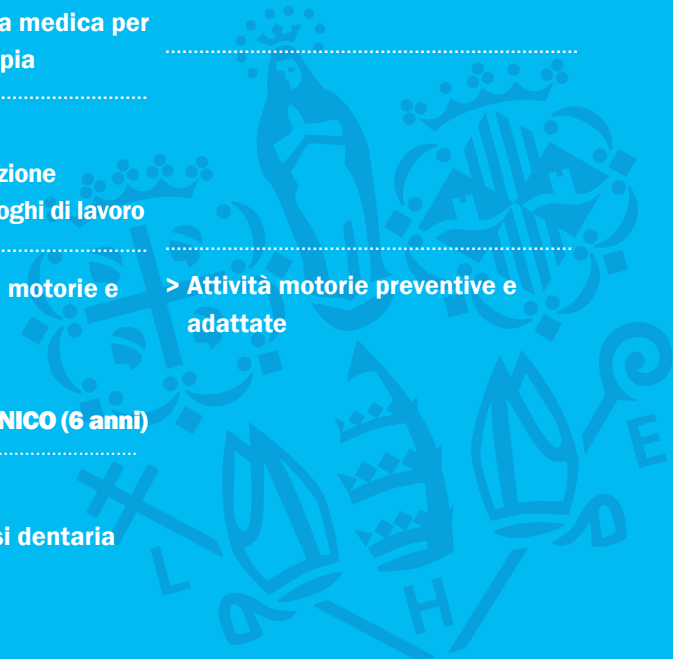 a medica per
pia
zione
oghi di lavoro
motorie e
NICO (6 anni)
si dentaria
> Attività motorie preventive e
adattate
L
H
E